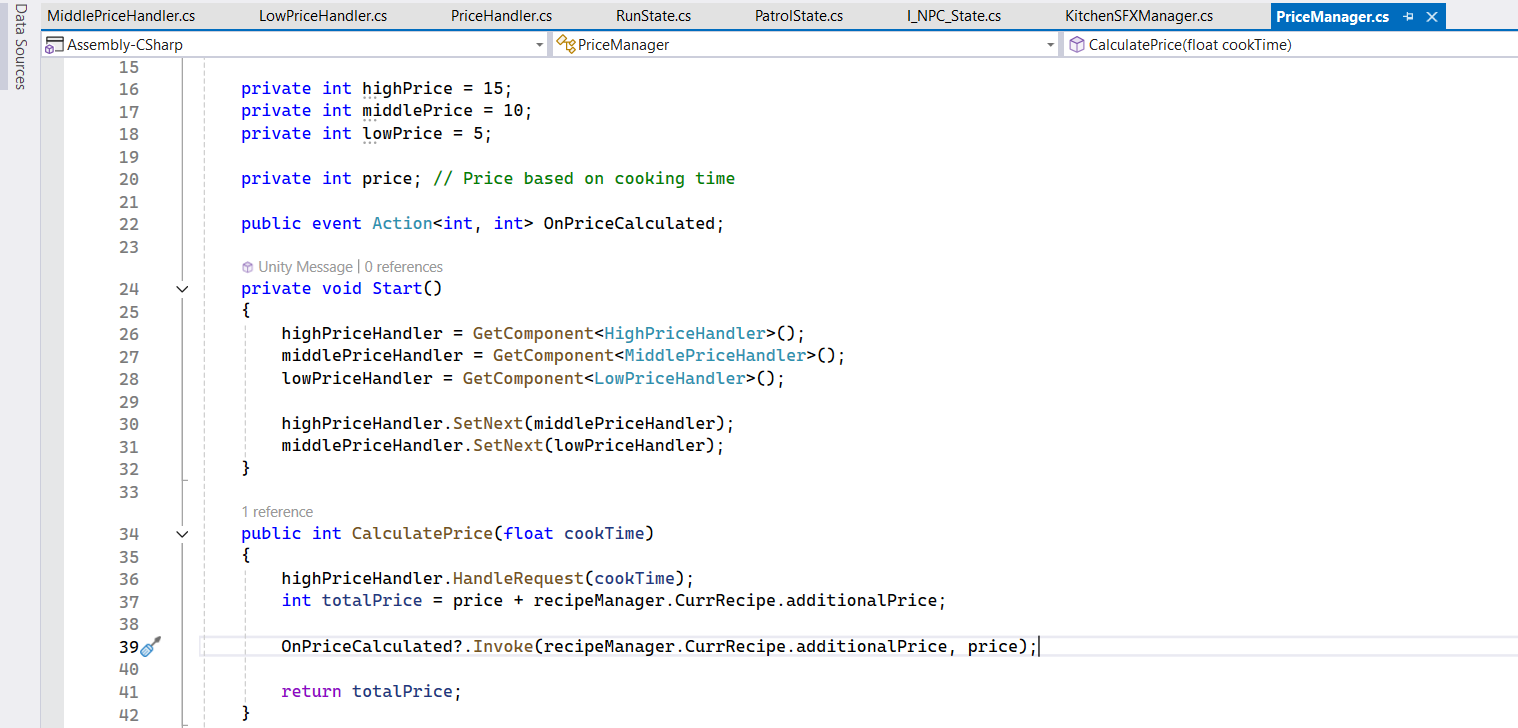 Data Sources
MiddlePriceHandler.cs LowPriceHandler.cs PriceHandler.cs RunState.cs PatrolState.cs I_NPC_State.cs KitchenSFXManager.cs PriceManager.cs
Assembly-CSharp PriceManager CalculatePrice(float cookTime)
15
16 private int highPrice = 15;
17 private int middlePrice = 10;
18 private int lowPrice = 5;
19
20 private int price; // Price based on cooking time
21
22 public event Action<int, int> OnPriceCalculated;
23
Unity Message | 0 references
24 private void Start()
25 {
26 highPriceHandler = GetComponent<HighPriceHandler>();
27 middlePriceHandler = GetComponent<MiddlePriceHandler>();
28 lowPriceHandler = GetComponent<LowPriceHandler>();
29
30 highPriceHandler.SetNext(middlePriceHandler);
31 middlePriceHandler.SetNext(lowPriceHandler);
32 }
33
1 reference
34 public int CalculatePrice(float cookTime)
35 {
36 highPriceHandler.HandleRequest(cookTime);
37 int totalPrice = price + recipeManager.CurrRecipe.additionalPrice;
38
39 OnPriceCalculated?.Invoke(recipeManager.CurrRecipe.additionalPrice, price);
40
41 return totalPrice;
42 }